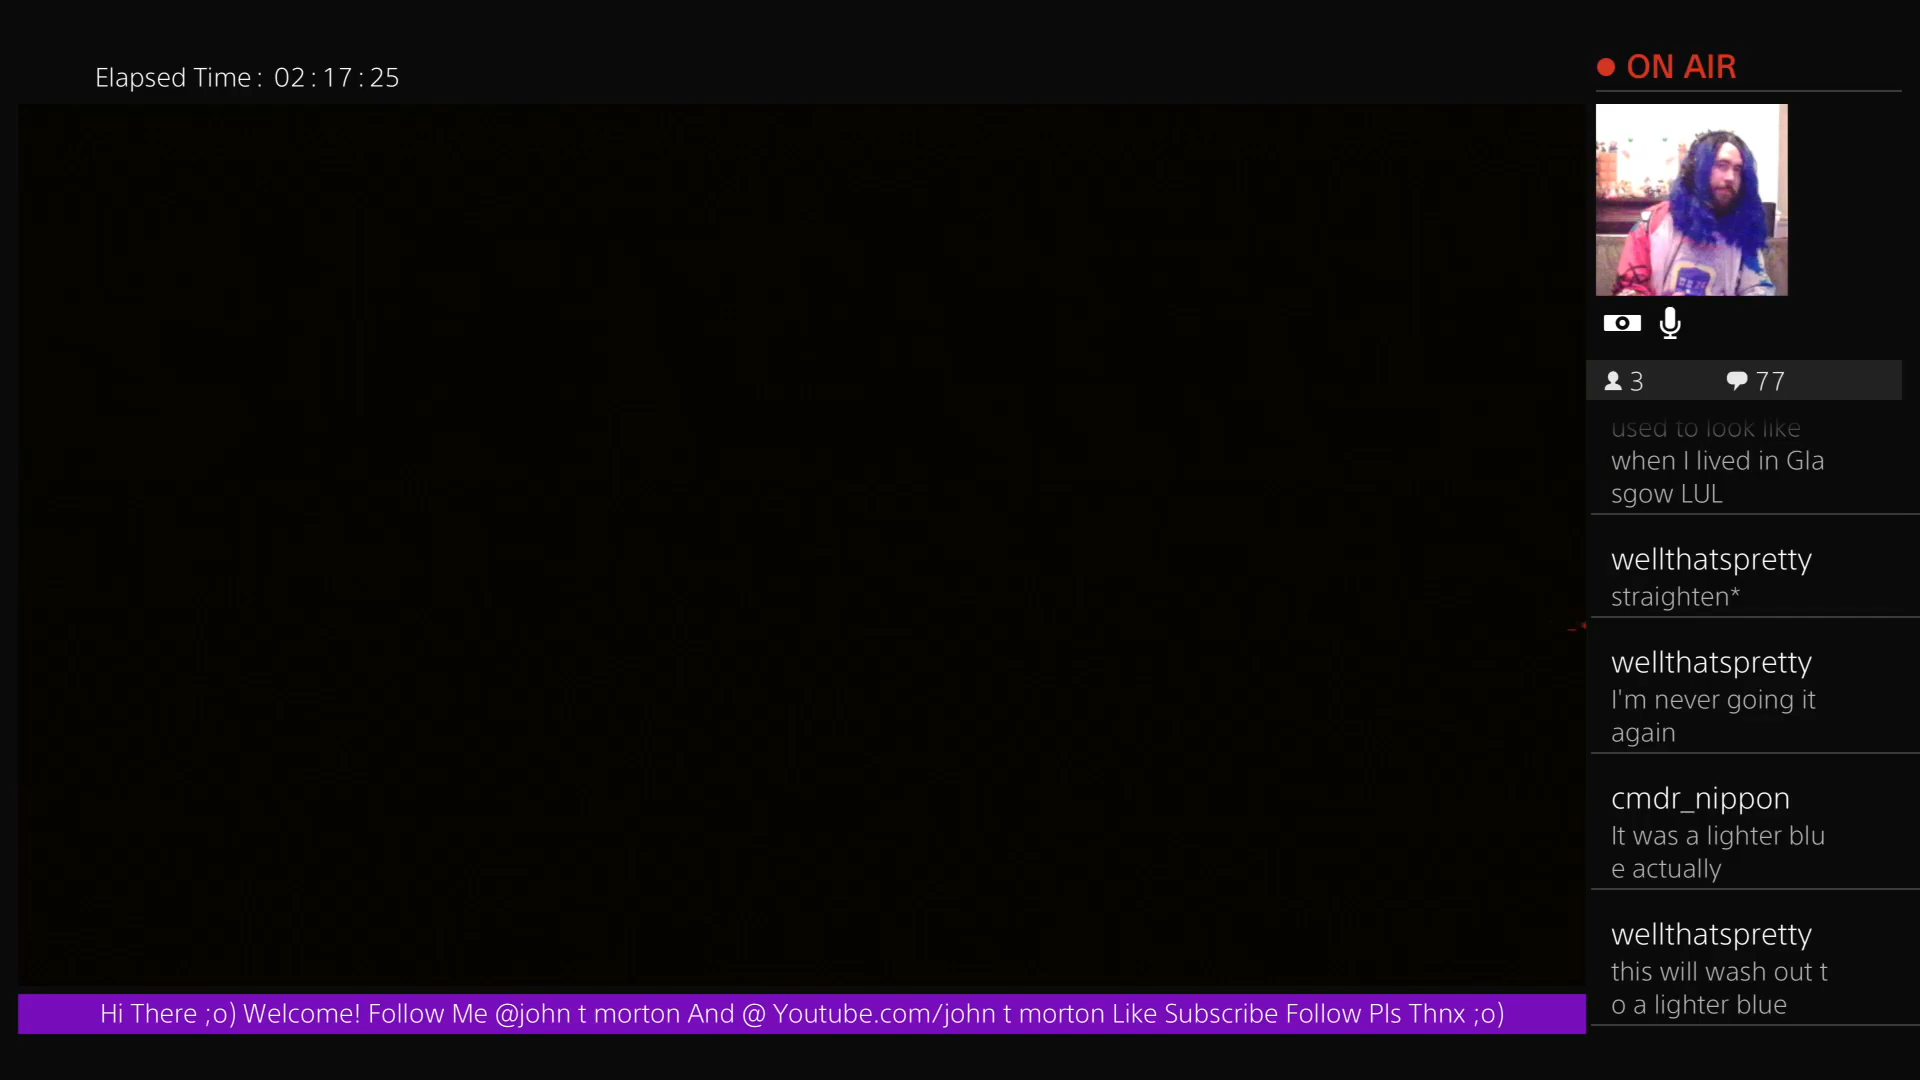 Elapsed Time: 02:17:25
ON AIR
3 77
used to look like
when I lived in Gla
sgow LUL
wellthatspretty
straighten*
wellthatspretty
I'm never going it
again
cmdr_nippon
It was a lighter blu
e actually
wellthatspretty
this will wash out t
o a lighter blue
Hi There ;o) Welcome! Follow Me @john t morton And @ Youtube.com/john t morton Like Subscribe Follow Pls Thnx ;o)